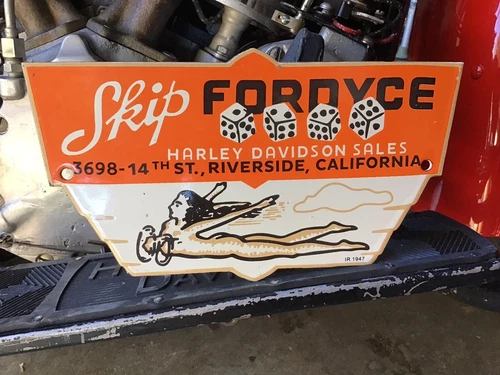 Skip FORDYCE
HARLEY DAVIDSON SALES
3698-14TH ST., RIVERSIDE, CALIFORNIA
IR 1947